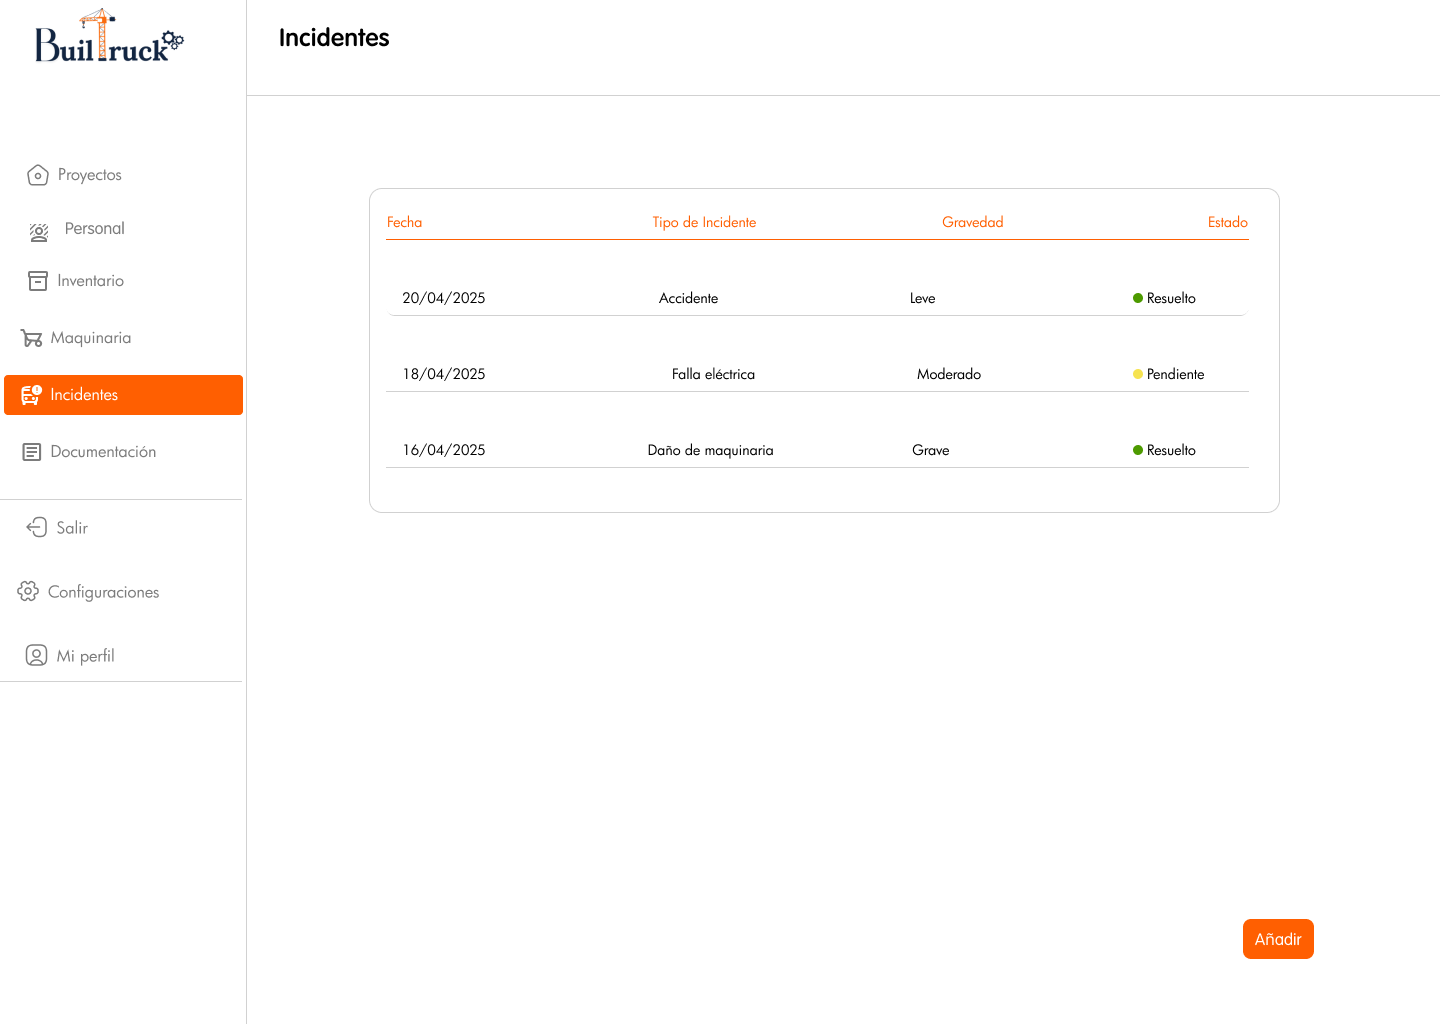 BuilTruck
Incidentes
Proyectos
Personal
Inventario
Maquinaria
Incidentes
Documentación
Salir
Configuraciones
Mi perfil
Fecha Tipo de Incidente Gravedad Estado
20/04/2025 Accidente Leve Resuelto
18/04/2025 Falla eléctrica Moderado Pendiente
16/04/2025 Daño de maquinaria Grave Resuelto
Añadir